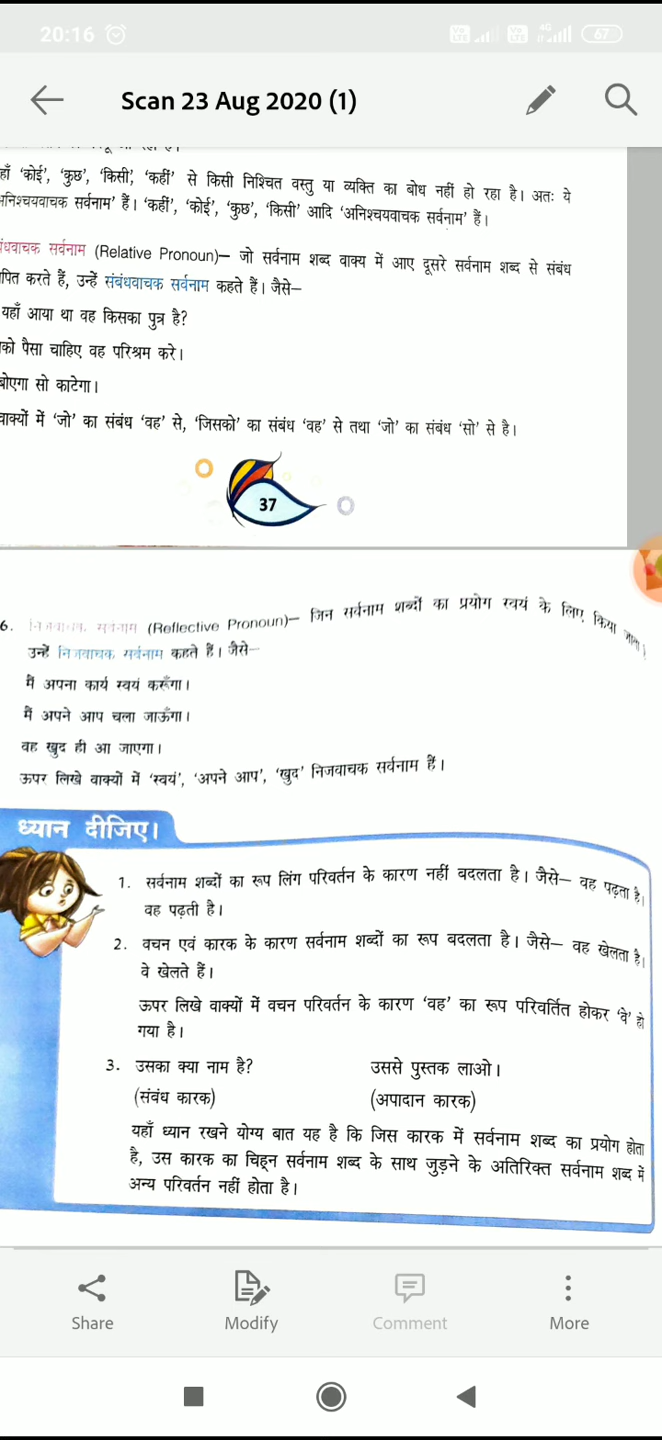 20:16
4G
67
Scan 23 Aug 2020 (1)
हाँ 'कोई', 'कुछ', 'किसी', 'कहीं' से किसी निश्चित वस्तु या व्यक्ति का बोध नहीं हो रहा है। अतः ये
अनिश्चयवाचक सर्वनाम' हैं। 'कहीं', 'कोई', 'कुछ', 'किसी' आदि 'अनिश्चयवाचक सर्वनाम' हैं।
बंधवाचक सर्वनाम (Relative Pronoun)— जो सर्वनाम शब्द वाक्य में आए दूसरे सर्वनाम शब्द से संबंध
पित करते हैं, उन्हें संबंधवाचक सर्वनाम कहते हैं। जैसे—
यहाँ आया था वह किसका पुत्र है?
को पैसा चाहिए वह परिश्रम करे।
बोएगा सो काटेगा।
वाक्यों में 'जो' का संबंध 'वह' से, 'जिसको' का संबंध 'वह' से तथा 'जो' का संबंध 'सो' से है।
37
6. निजवाचक सर्वनाम (Reflective Pronoun)— जिन सर्वनाम शब्दों का प्रयोग स्वयं के लिए किया जाता।
उन्हें निजवाचक सर्वनाम कहते हैं। जैसे—
मैं अपना कार्य स्वयं करूँगा।
मैं अपने आप चला जाऊँगा।
वह खुद ही आ जाएगा।
ऊपर लिखे वाक्यों में 'स्वयं', 'अपने आप', 'खुद' निजवाचक सर्वनाम हैं।
ध्यान दीजिए।
1. सर्वनाम शब्दों का रूप लिंग परिवर्तन के कारण नहीं बदलता है। जैसे— वह पढ़ता है।
वह पढ़ती है।
2. वचन एवं कारक के कारण सर्वनाम शब्दों का रूप बदलता है। जैसे— वह खेलता है।
वे खेलते हैं।
ऊपर लिखे वाक्यों में वचन परिवर्तन के कारण 'वह' का रूप परिवर्तित होकर 'वे' हो
गया है।
3. उसका क्या नाम है? उससे पुस्तक लाओ।
(संबंध कारक) (अपादान कारक)
यहाँ ध्यान रखने योग्य बात यह है कि जिस कारक में सर्वनाम शब्द का प्रयोग होता
है, उस कारक का चिह्न सर्वनाम शब्द के साथ जुड़ने के अतिरिक्त सर्वनाम शब्द में
अन्य परिवर्तन नहीं होता है।
Share Modify Comment More